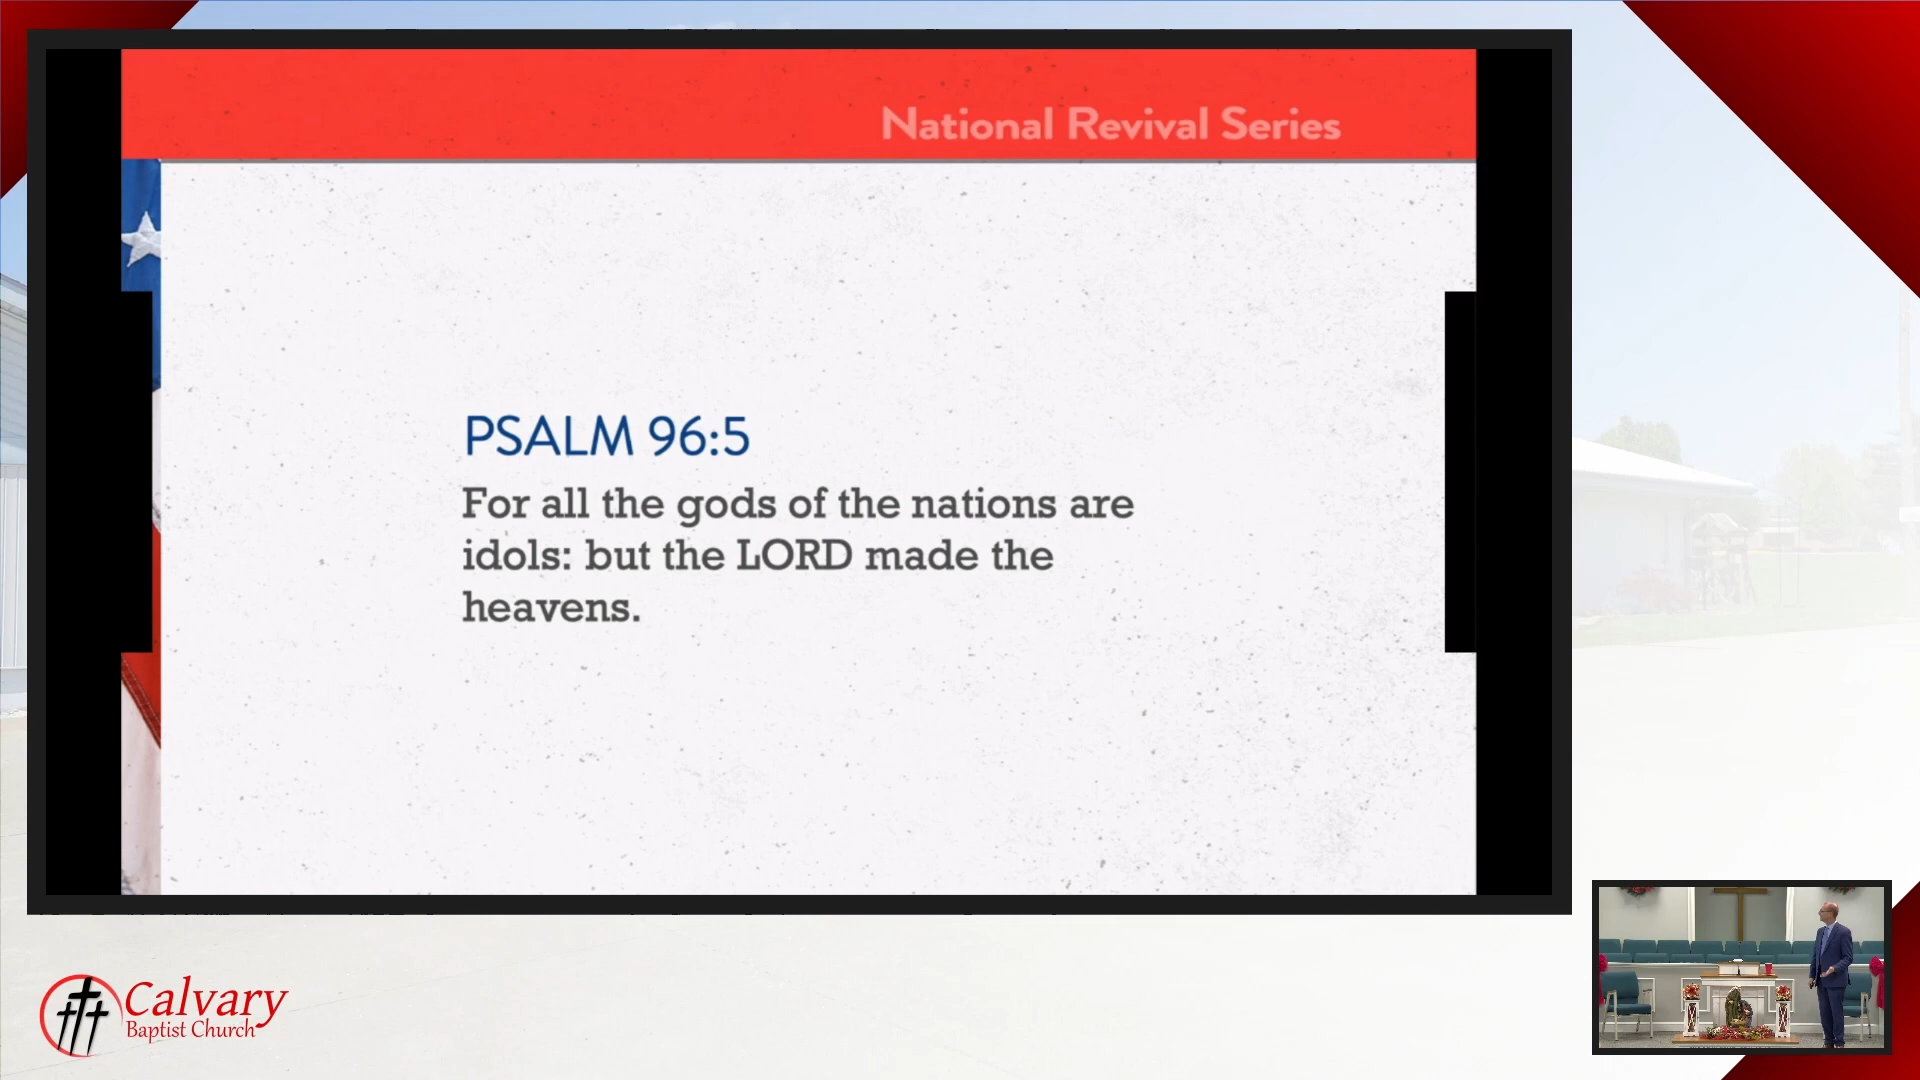 National Revival Series
PSALM 96:5
For all the gods of the nations are
idols: but the LORD made the
heavens.
Calvary
Baptist Church